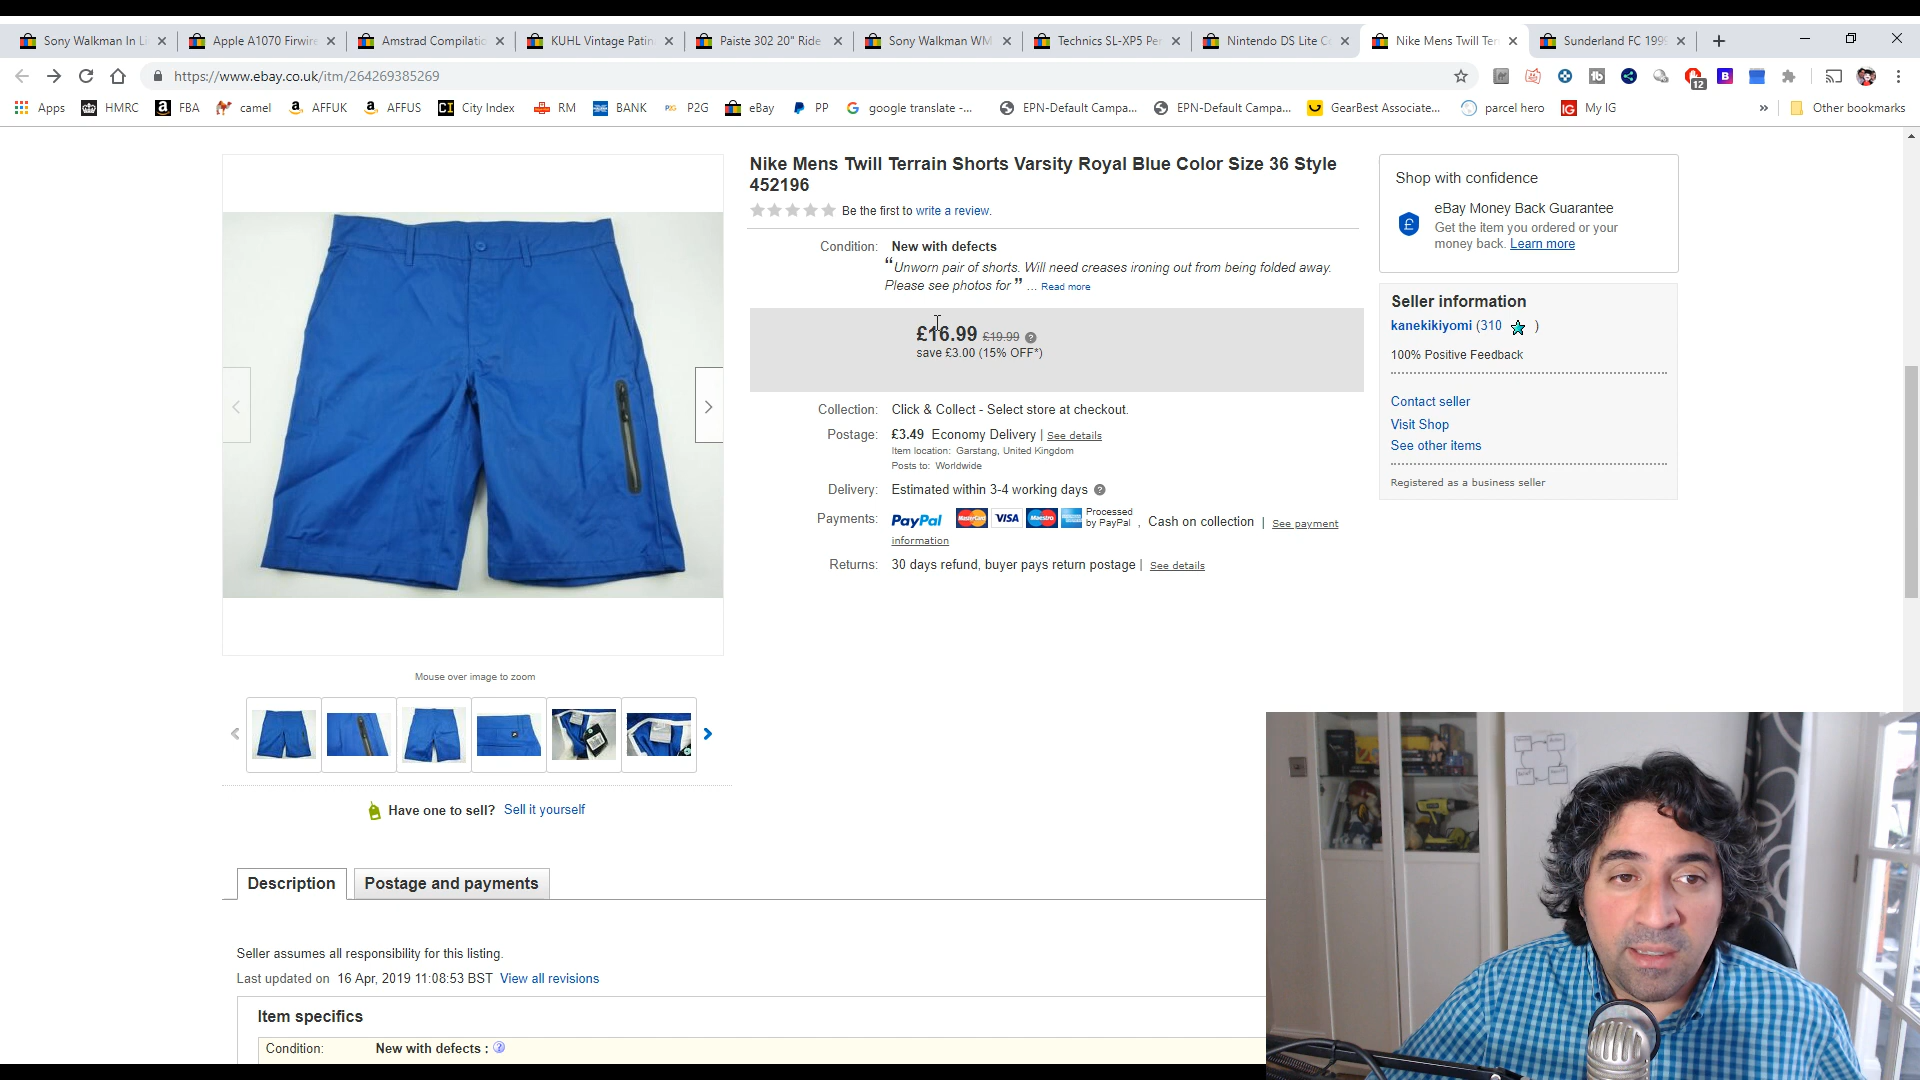 Sony Walkman In Li
Apple A1070 Firwire
Amstrad Compilatio
KUHL Vintage Patin
Paiste 302 20" Ride
Sony Walkman WM
Technics SL-XP5 Per
Nintendo DS Lite C
Nike Mens Twill Ter
Sunderland FC 199
https://www.ebay.co.uk/itm/264269385269
12
Apps
HMRC
FBA
camel
AFFUK
AFFUS
City Index
RM
BANK
P2G
eBay
PP
google translate -...
EPN-Default Campa...
EPN-Default Campa...
GearBest Associate...
parcel hero
My IG
»
Other bookmarks
Nike Mens Twill Terrain Shorts Varsity Royal Blue Color Size 36 Style
452196
Be the first to write a review.
Condition: New with defects
“Unworn pair of shorts. Will need creases ironing out from being folded away.
Please see photos for ” ... Read more
£16.99 £19.99
save £3.00 (15% OFF*)
Collection: Click & Collect - Select store at checkout.
Postage: £3.49 Economy Delivery | See details
Item location: Garstang, United Kingdom
Posts to: Worldwide
Delivery: Estimated within 3-4 working days
Payments: PayPal MasterCard VISA Maestro Processed by PayPal , Cash on collection | See payment
information
Returns: 30 days refund, buyer pays return postage | See details
Shop with confidence
eBay Money Back Guarantee
Get the item you ordered or your
money back. Learn more
Seller information
kanekikiyomi (310 )
100% Positive Feedback
Contact seller
Visit Shop
See other items
Registered as a business seller
Mouse over image to zoom
Have one to sell? Sell it yourself
Description
Postage and payments
Seller assumes all responsibility for this listing.
Last updated on 16 Apr, 2019 11:08:53 BST View all revisions
Item specifics
Condition: New with defects :